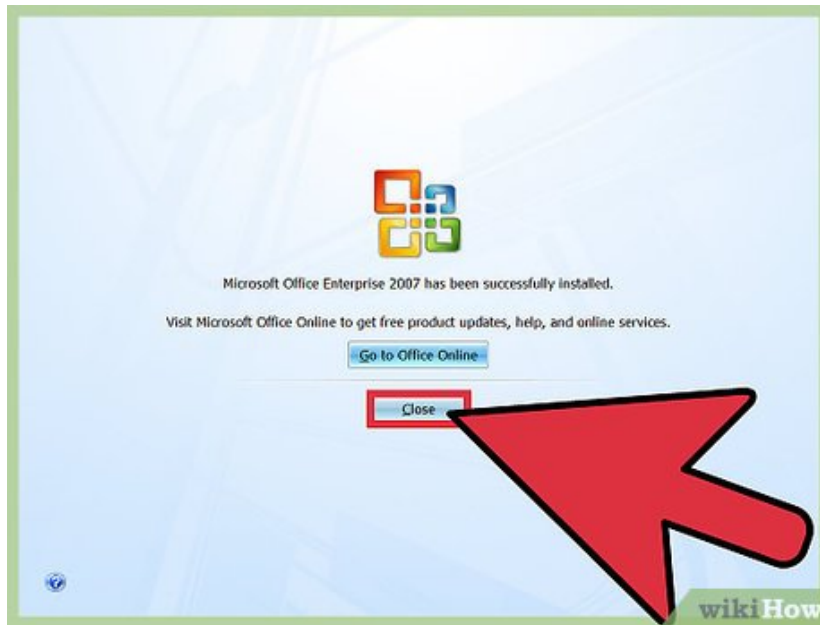 Microsoft Office Enterprise 2007 has been successfully installed.
Visit Microsoft Office Online to get free product updates, help, and online services.
Go to Office Online
Close
wikiHow